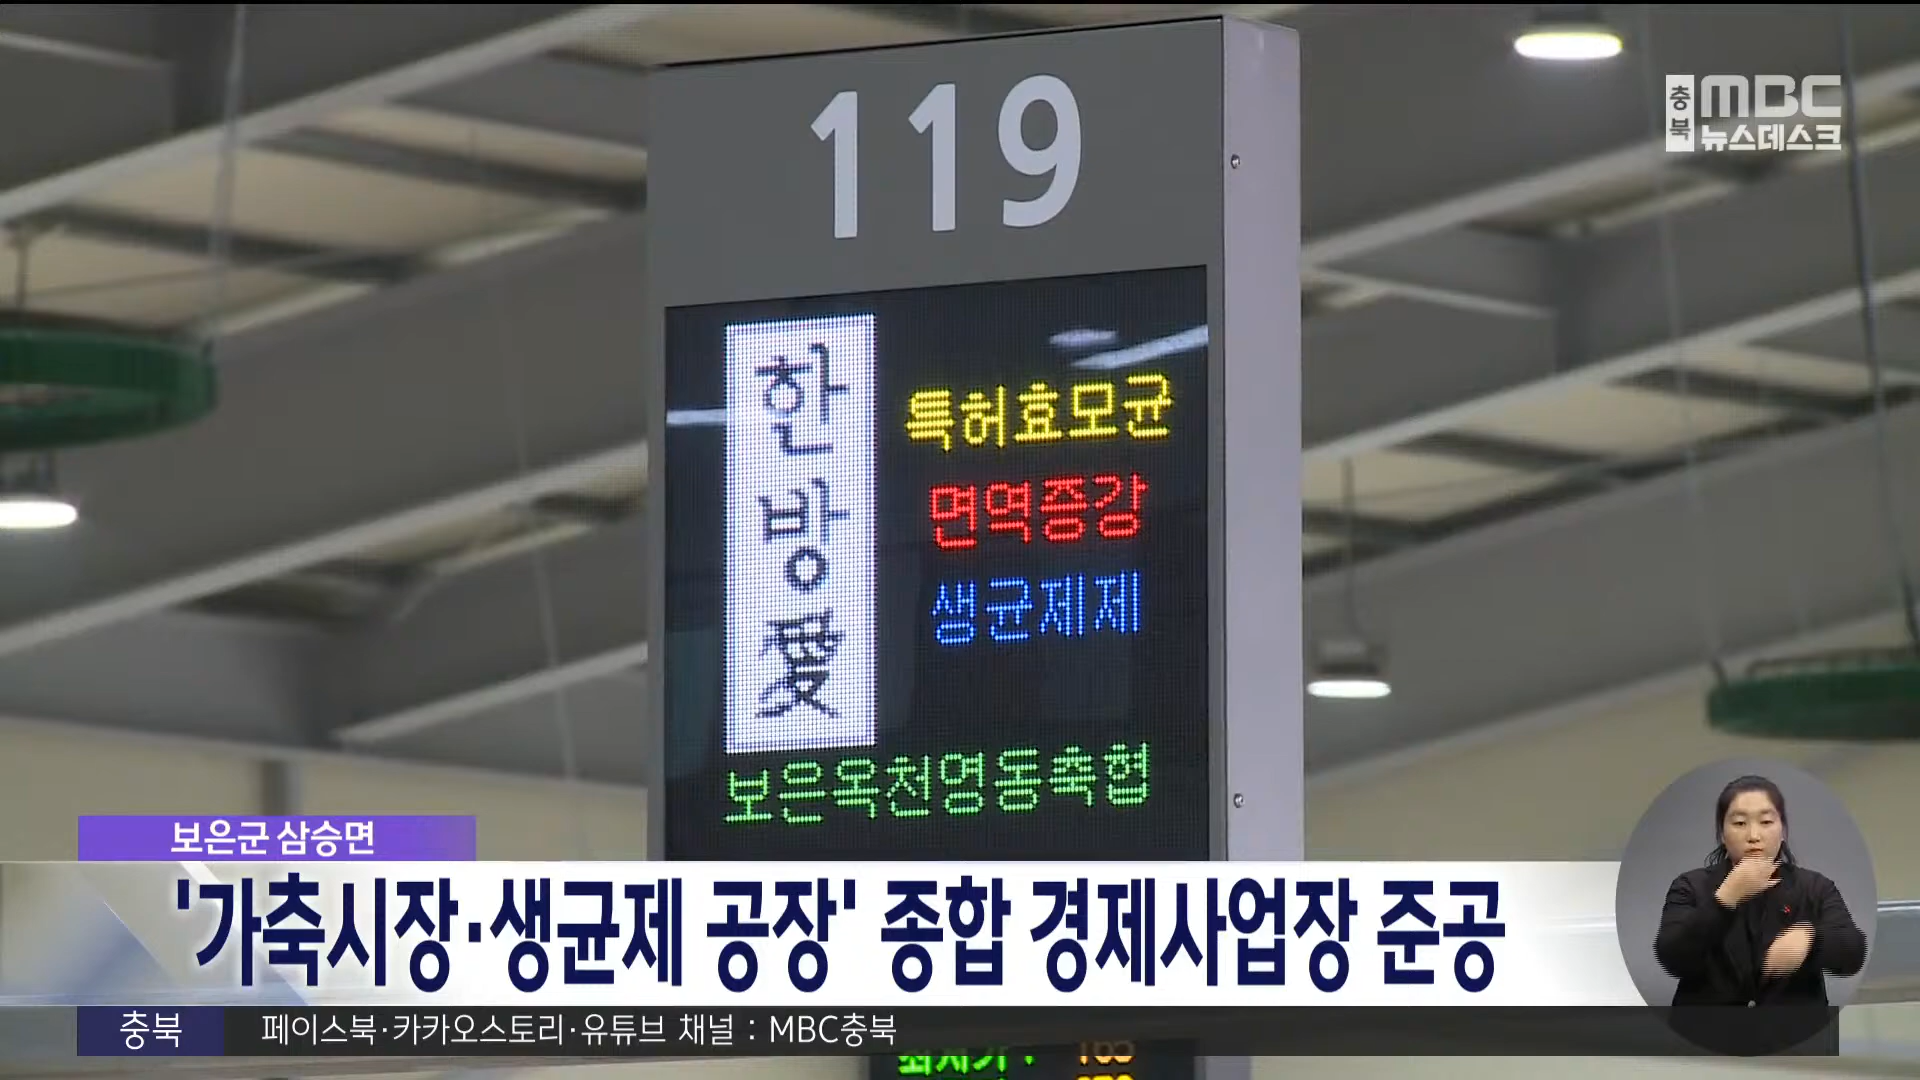 119
충북 MBC
뉴스데스크
한방愛
특허효모균
면역증강
생균제제
보은옥천영동축협
보은군 삼승면
'가축시장·생균제 공장' 종합 경제사업장 준공
충북
페이스북·카카오스토리·유튜브 채널 : MBC충북